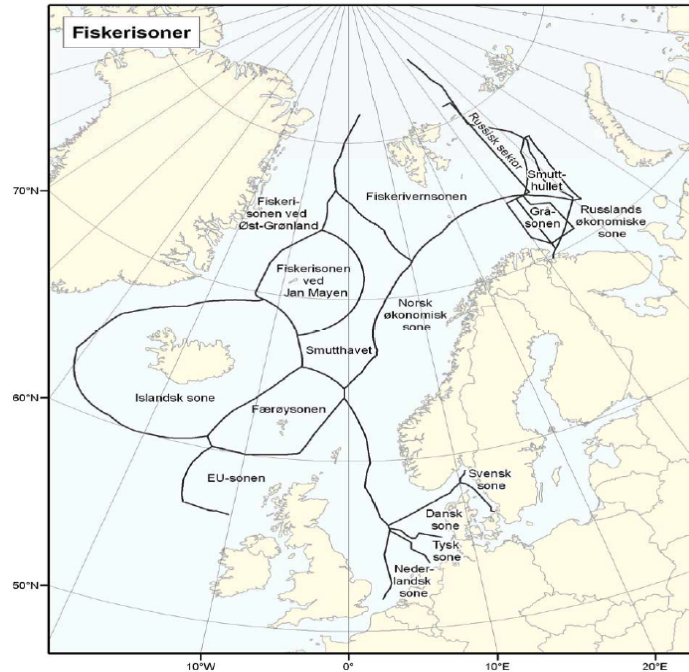 Fiskerisoner
Russisk sektor
Smutt-
hullet
70°N
Fiskerivernsonen
Fiskeri-
sonen ved
Øst-Grønland
Grå-
sonen
Russlands
økonomiske
sone
Fiskerisonen
ved
Jan Mayen
Norsk
økonomisk
sone
Smutthavet
60°N
Islandsk sone
Færøysonen
EU-sonen
Svensk
sone
Dansk
sone
Tysk
sone
Neder-
landsk
sone
50°N
10°W
0°
10°E
20°E